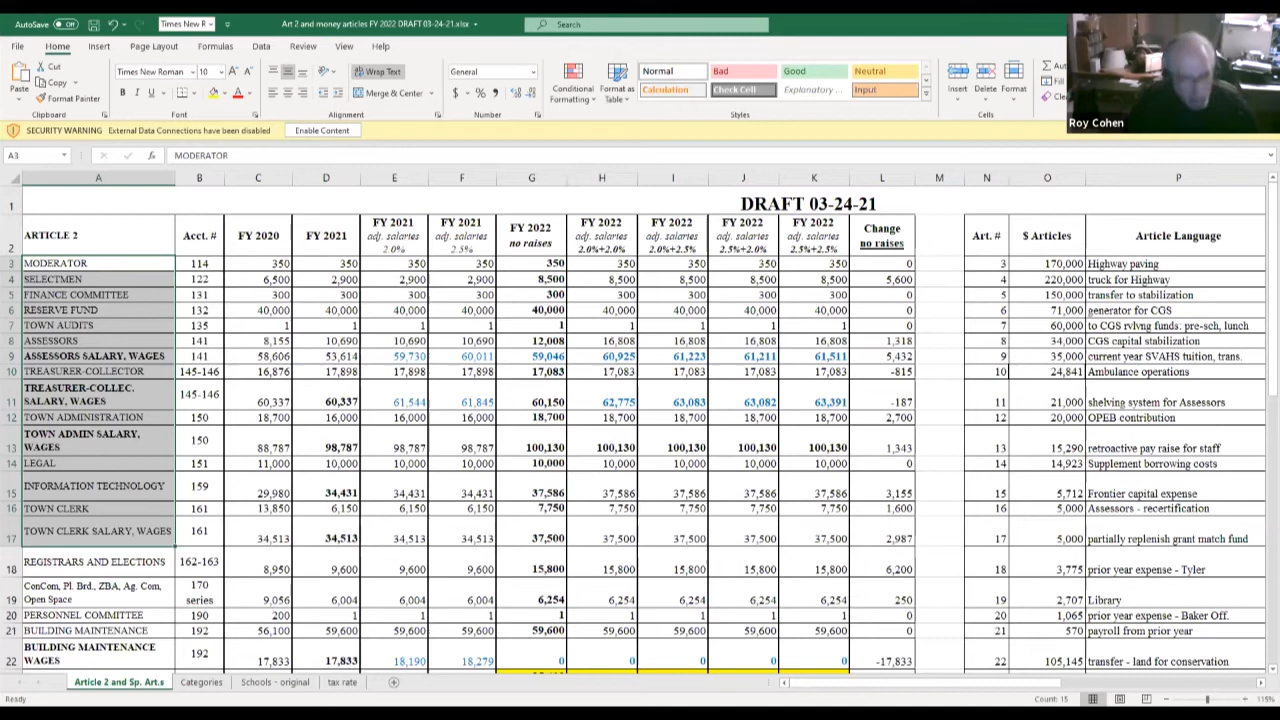 AutoSave Off Times New R Art 2 and money articles FY 2022 DRAFT 03-24-21.xlsx Search
File Home Insert Page Layout Formulas Data Review View Help
Paste Cut Copy Format Painter Clipboard
Times New Roman 10 Font
Wrap Text Merge & Center Alignment
General Number
Conditional Formatting Format as Table
Normal Bad Good Neutral Calculation Check Cell Explanatory ... Input Styles
Insert Delete Format Cells
Roy Cohen
SECURITY WARNING External Data Connections have been disabled Enable Content
A3 fx MODERATOR
A B C D E F G H I J K L M N O P
1 DRAFT 03-24-21
2 ARTICLE 2 Acct. # FY 2020 FY 2021 FY 2021 adj. salaries 2.0% FY 2021 adj. salaries 2.5% FY 2022 no raises FY 2022 adj. salaries 2.0%+2.0% FY 2022 adj. salaries 2.0%+2.5% FY 2022 adj. salaries 2.5%+2.0% FY 2022 adj. salaries 2.5%+2.5% Change no raises Art. # $ Articles Article Language
3 MODERATOR 114 350 350 350 350 350 350 350 350 350 0 3 170,000 Highway paving
4 SELECTMEN 122 6,500 2,900 2,900 2,900 8,500 8,500 8,500 8,500 8,500 5,600 4 220,000 truck for Highway
5 FINANCE COMMITTEE 131 300 300 300 300 300 300 300 300 300 0 5 150,000 transfer to stabilization
6 RESERVE FUND 132 40,000 40,000 40,000 40,000 40,000 40,000 40,000 40,000 40,000 0 6 71,000 generator for CGS
7 TOWN AUDITS 135 1 1 1 1 1 1 1 1 1 0 7 60,000 to CGS rvlvng funds: pre-sch, lunch
8 ASSESSORS 141 8,155 10,690 10,690 10,690 12,008 16,808 16,808 16,808 16,808 1,318 8 34,000 CGS capital stabilization
9 ASSESSORS SALARY, WAGES 141 58,606 53,614 59,730 60,011 59,046 60,925 61,223 61,211 61,511 5,432 9 35,000 current year SVAHS tuition, trans.
10 TREASURER-COLLECTOR 145-146 16,876 17,898 17,898 17,898 17,083 17,083 17,083 17,083 17,083 -815 10 24,841 Ambulance operations
11 TREASURER-COLLEC. SALARY, WAGES 145-146 60,337 60,337 61,544 61,845 60,150 62,775 63,083 63,082 63,391 -187 11 21,000 shelving system for Assessors
12 TOWN ADMINISTRATION 150 18,700 16,000 16,000 16,000 18,700 18,700 18,700 18,700 18,700 2,700 12 20,000 OPEB contribution
13 TOWN ADMIN SALARY, WAGES 150 88,787 98,787 98,787 98,787 100,130 100,130 100,130 100,130 100,130 1,343 13 15,290 retroactive pay raise for staff
14 LEGAL 151 11,000 10,000 10,000 10,000 10,000 10,000 10,000 10,000 10,000 0 14 14,923 Supplement borrowing costs
15 INFORMATION TECHNOLOGY 159 29,980 34,431 34,431 34,431 37,586 37,586 37,586 37,586 37,586 3,155 15 5,712 Frontier capital expense
16 TOWN CLERK 161 13,850 6,150 6,150 6,150 7,750 7,750 7,750 7,750 7,750 1,600 16 5,000 Assessors - recertification
17 TOWN CLERK SALARY, WAGES 161 34,513 34,513 34,513 34,513 37,500 37,500 37,500 37,500 37,500 2,987 17 5,000 partially replenish grant match fund
18 REGISTRARS AND ELECTIONS 162-163 8,950 9,600 9,600 9,600 15,800 15,800 15,800 15,800 15,800 6,200 18 3,775 prior year expense - Tyler
19 ConCom, Pl. Brd., ZBA, Ag. Com, Open Space 170 series 9,056 6,004 6,004 6,004 6,254 6,254 6,254 6,254 6,254 250 19 2,707 Library
20 PERSONNEL COMMITTEE 190 200 1 1 1 1 1 1 1 1 0 20 1,065 prior year expense - Baker Off.
21 BUILDING MAINTENANCE 192 56,100 59,600 59,600 59,600 59,600 59,600 59,600 59,600 59,600 0 21 570 payroll from prior year
22 BUILDING MAINTENANCE WAGES 192 17,833 17,833 18,190 18,279 0 0 0 0 0 -17,833 22 105,145 transfer - land for conservation
Article 2 and Sp. Art.s Categories Schools - original tax rate
Ready Count: 15 115%